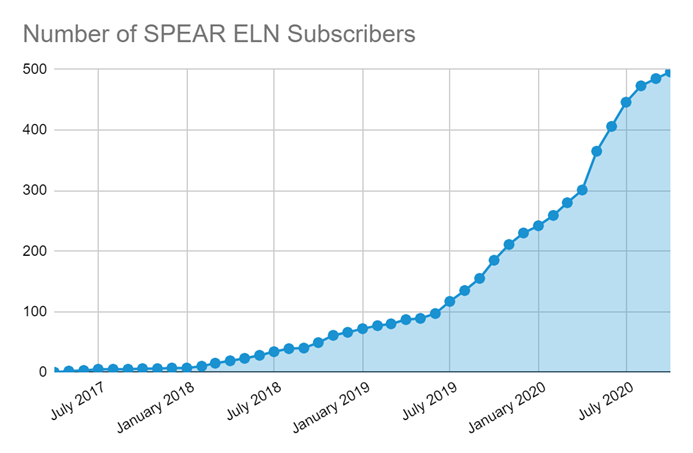 Number of SPEAR ELN Subscribers
500
400
300
200
100
0
July 2017
January 2018
July 2018
January 2019
July 2019
January 2020
July 2020